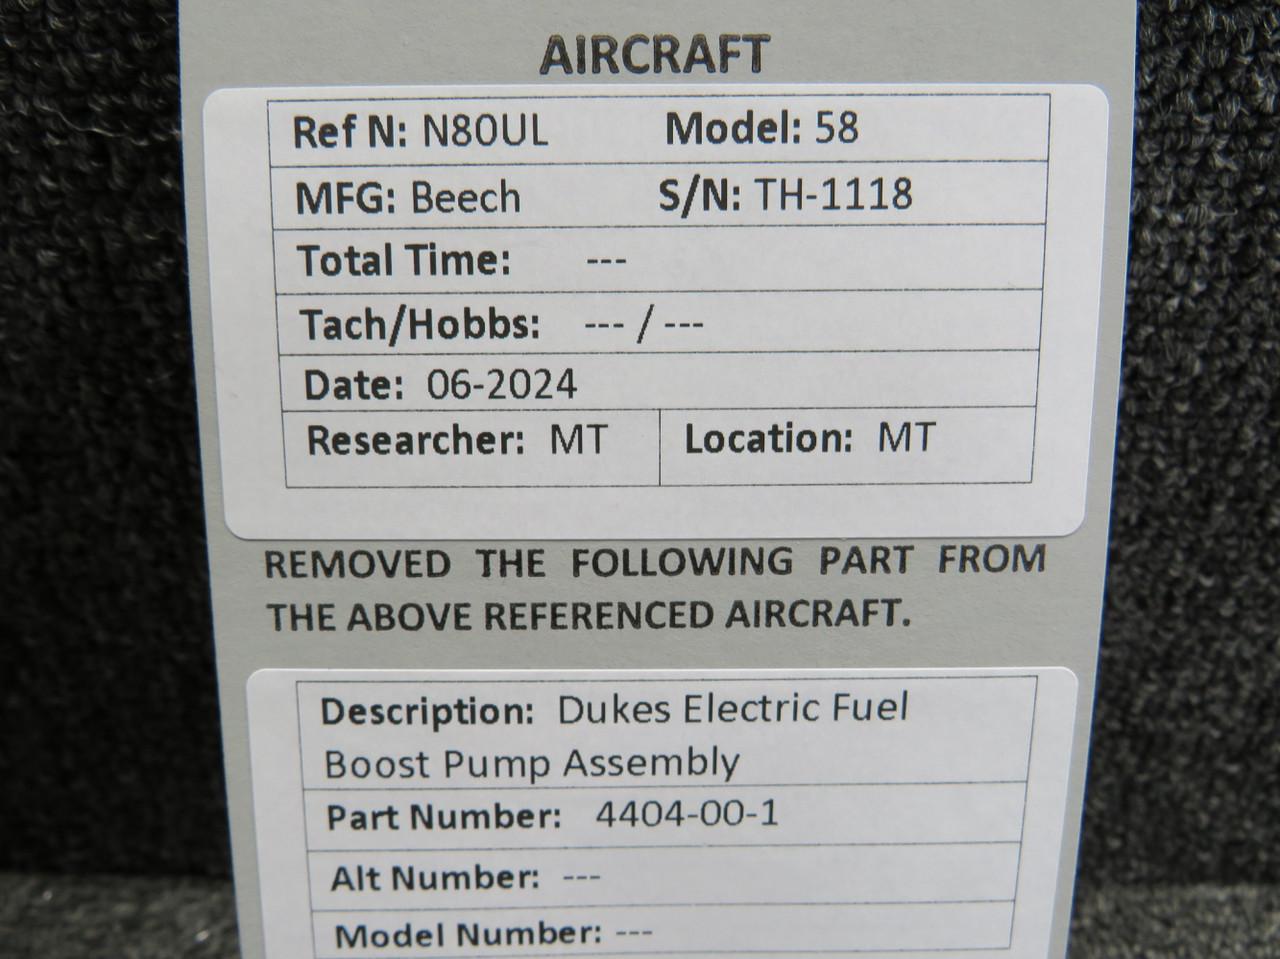 AIRCRAFT
Ref N: N80UL Model: 58
MFG: Beech S/N: TH-1118
Total Time: ---
Tach/Hobbs: --- / ---
Date: 06-2024
Researcher: MT Location: MT
REMOVED THE FOLLOWING PART FROM
THE ABOVE REFERENCED AIRCRAFT.
Description: Dukes Electric Fuel
Boost Pump Assembly
Part Number: 4404-00-1
Alt Number: ---
Model Number: ---